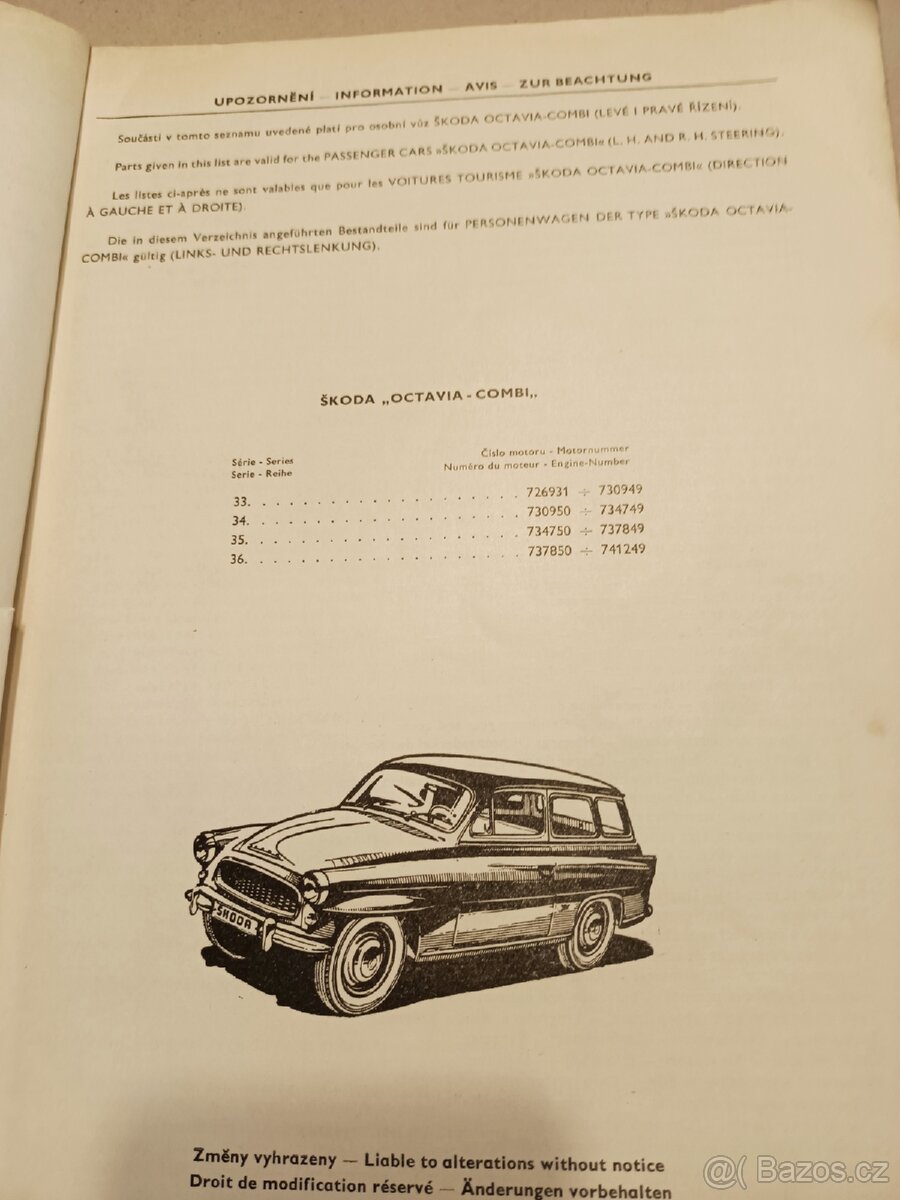 UPOZORNĚNÍ — INFORMATION — AVIS — ZUR BEACHTUNG
Součásti v tomto seznamu uvedené platí pro osobní vůz ŠKODA OCTAVIA-COMBI (LEVÉ I PRAVÉ ŘÍZENÍ).
Parts given in this list are valid for the PASSENGER CARS »ŠKODA OCTAVIA-COMBI« (L. H. AND R. H. STEERING).
Les listes ci-après ne sont valables que pour les VOITURES TOURISME »ŠKODA OCTAVIA-COMBI« (DIRECTION
À GAUCHE ET À DROITE).
Die in diesem Verzeichnis angeführten Bestandteile sind für PERSONENWAGEN DER TYPE »ŠKODA OCTAVIA-
COMBI« gültig (LINKS- UND RECHTSLENKUNG).
ŠKODA „OCTAVIA - COMBI„
Série - Series
Serie - Reihe
Číslo motoru - Motornummer
Numéro du moteur - Engine-Number
33. . . . . . . . . . . . . . . . . . . . 726931 ÷ 730949
34. . . . . . . . . . . . . . . . . . . . 730950 ÷ 734749
35. . . . . . . . . . . . . . . . . . . . 734750 ÷ 737849
36. . . . . . . . . . . . . . . . . . . . 737850 ÷ 741249
ŠKODA
Změny vyhrazeny — Liable to alterations without notice
Droit de modification réservé — Änderungen vorbehalten
@( Bazos.cz